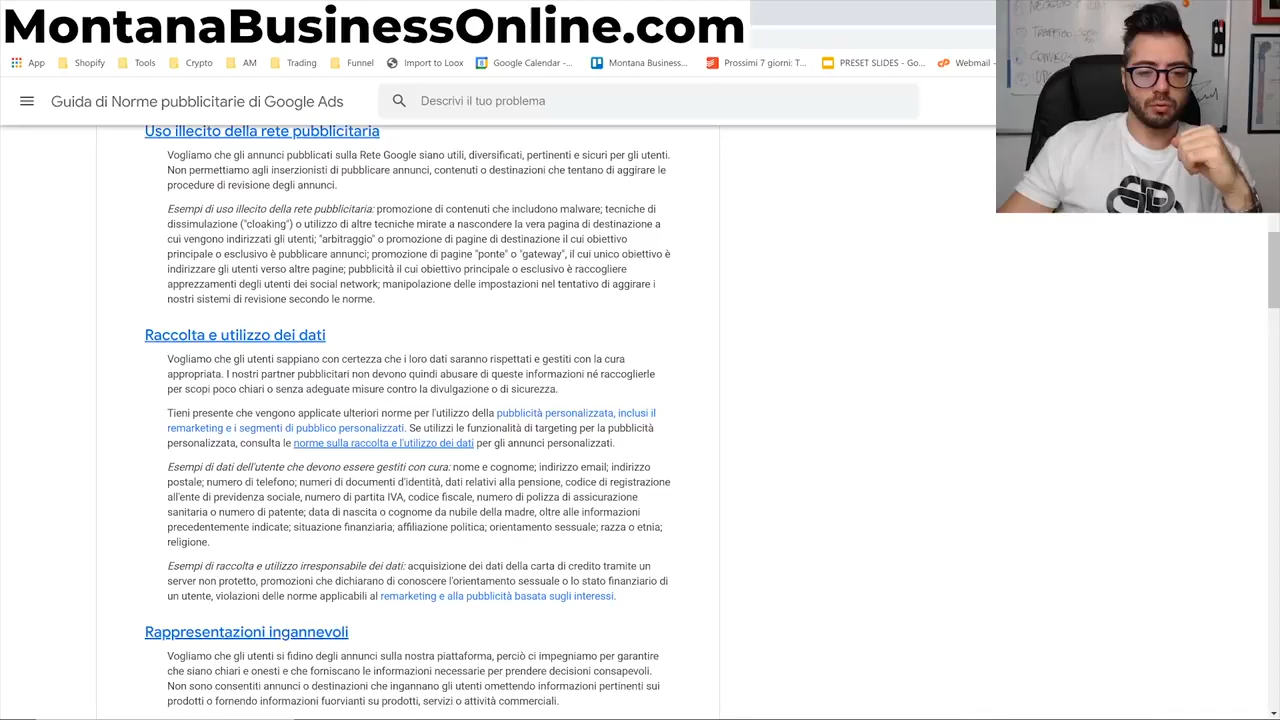 MontanaBusinessOnline.com
App Shopify Tools Crypto AM Trading Funnel Import to Loox Google Calendar -... Montana Business... Prossimi 7 giorni: T... PRESET SLIDES - Go... Webmail -
Guida di Norme pubblicitarie di Google Ads Descrivi il tuo problema
Uso illecito della rete pubblicitaria
Vogliamo che gli annunci pubblicati sulla Rete Google siano utili, diversificati, pertinenti e sicuri per gli utenti.
Non permettiamo agli inserzionisti di pubblicare annunci, contenuti o destinazioni che tentano di aggirare le
procedure di revisione degli annunci.
Esempi di uso illecito della rete pubblicitaria: promozione di contenuti che includono malware; tecniche di
dissimulazione ("cloaking") o utilizzo di altre tecniche mirate a nascondere la vera pagina di destinazione a
cui vengono indirizzati gli utenti; "arbitraggio" o promozione di pagine di destinazione il cui obiettivo
principale o esclusivo è pubblicare annunci; promozione di pagine "ponte" o "gateway", il cui unico obiettivo è
indirizzare gli utenti verso altre pagine; pubblicità il cui obiettivo principale o esclusivo è raccogliere
apprezzamenti degli utenti dei social network; manipolazione delle impostazioni nel tentativo di aggirare i
nostri sistemi di revisione secondo le norme.
Raccolta e utilizzo dei dati
Vogliamo che gli utenti sappiano con certezza che i loro dati saranno rispettati e gestiti con la cura
appropriata. I nostri partner pubblicitari non devono quindi abusare di queste informazioni né raccoglierle
per scopi poco chiari o senza adeguate misure contro la divulgazione o di sicurezza.
Tieni presente che vengono applicate ulteriori norme per l'utilizzo della pubblicità personalizzata, inclusi il
remarketing e i segmenti di pubblico personalizzati. Se utilizzi le funzionalità di targeting per la pubblicità
personalizzata, consulta le norme sulla raccolta e l'utilizzo dei dati per gli annunci personalizzati.
Esempi di dati dell'utente che devono essere gestiti con cura: nome e cognome; indirizzo email; indirizzo
postale; numero di telefono; numeri di documenti d'identità, dati relativi alla pensione, codice di registrazione
all'ente di previdenza sociale, numero di partita IVA, codice fiscale, numero di polizza di assicurazione
sanitaria o numero di patente; data di nascita o cognome da nubile della madre, oltre alle informazioni
precedentemente indicate; situazione finanziaria; affiliazione politica; orientamento sessuale; razza o etnia;
religione.
Esempi di raccolta e utilizzo irresponsabile dei dati: acquisizione dei dati della carta di credito tramite un
server non protetto, promozioni che dichiarano di conoscere l'orientamento sessuale o lo stato finanziario di
un utente, violazioni delle norme applicabili al remarketing e alla pubblicità basata sugli interessi.
Rappresentazioni ingannevoli
Vogliamo che gli utenti si fidino degli annunci sulla nostra piattaforma, perciò ci impegniamo per garantire
che siano chiari e onesti e che forniscano le informazioni necessarie per prendere decisioni consapevoli.
Non sono consentiti annunci o destinazioni che ingannano gli utenti omettendo informazioni pertinenti sui
prodotti o fornendo informazioni fuorvianti su prodotti, servizi o attività commerciali.